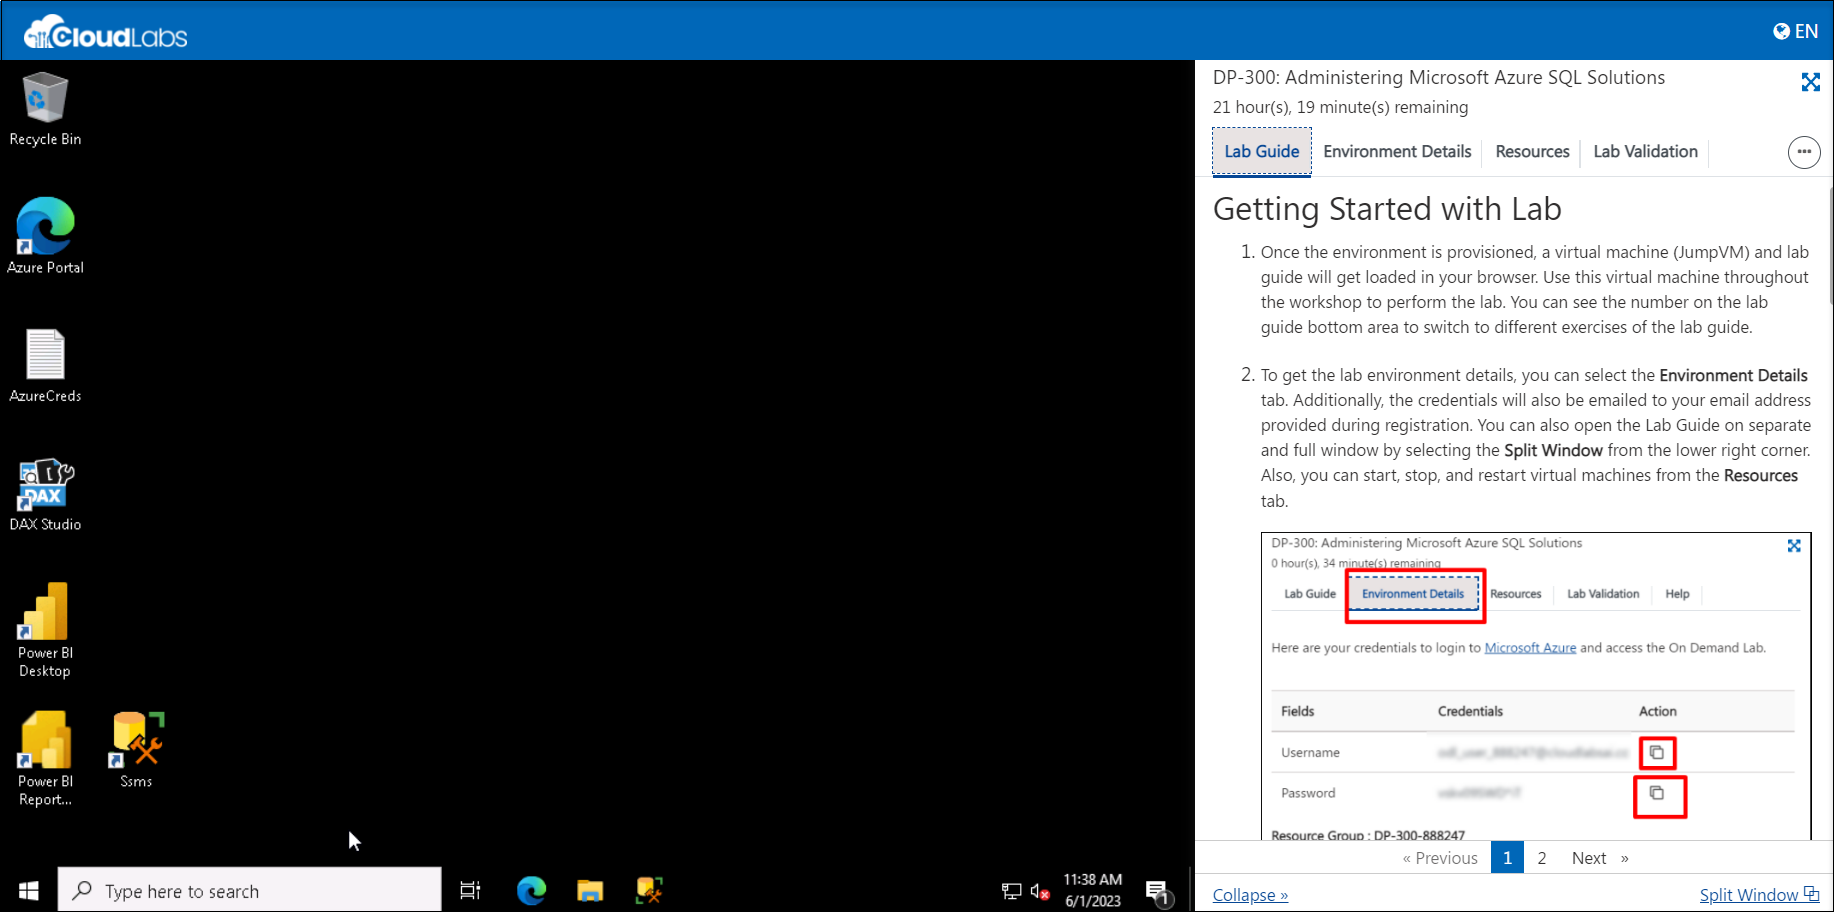 CloudLabs
EN
Recycle Bin
Azure Portal
AzureCreds
DAX
DAX Studio
Power BI
Desktop
Power BI
Report...
Ssms
Type here to search
11:38 AM
6/1/2023
1
DP-300: Administering Microsoft Azure SQL Solutions
21 hour(s), 19 minute(s) remaining
Lab Guide
Environment Details
Resources
Lab Validation
Getting Started with Lab
1. Once the environment is provisioned, a virtual machine (JumpVM) and lab
guide will get loaded in your browser. Use this virtual machine throughout
the workshop to perform the lab. You can see the number on the lab
guide bottom area to switch to different exercises of the lab guide.
2. To get the lab environment details, you can select the Environment Details
tab. Additionally, the credentials will also be emailed to your email address
provided during registration. You can also open the Lab Guide on separate
and full window by selecting the Split Window from the lower right corner.
Also, you can start, stop, and restart virtual machines from the Resources
tab.
DP-300: Administering Microsoft Azure SQL Solutions
0 hour(s), 34 minute(s) remaining
Lab Guide
Environment Details
Resources
Lab Validation
Help
Here are your credentials to login to Microsoft Azure and access the On Demand Lab.
Fields Credentials Action
Username
Password
Resource Group : DP-300-888247
« Previous 1 2 Next »
Collapse »
Split Window